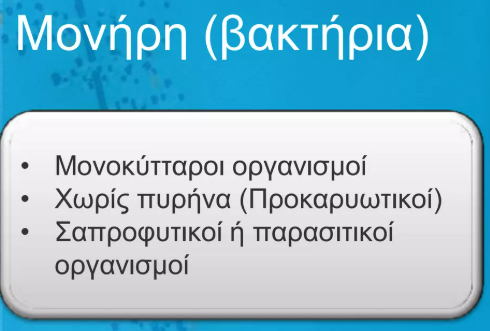 Μονήρη (βακτήρια)
• Μονοκύτταροι οργανισμοί
• Χωρίς πυρήνα (Προκαρυωτικοί)
• Σαπροφυτικοί ή παρασιτικοί
οργανισμοί